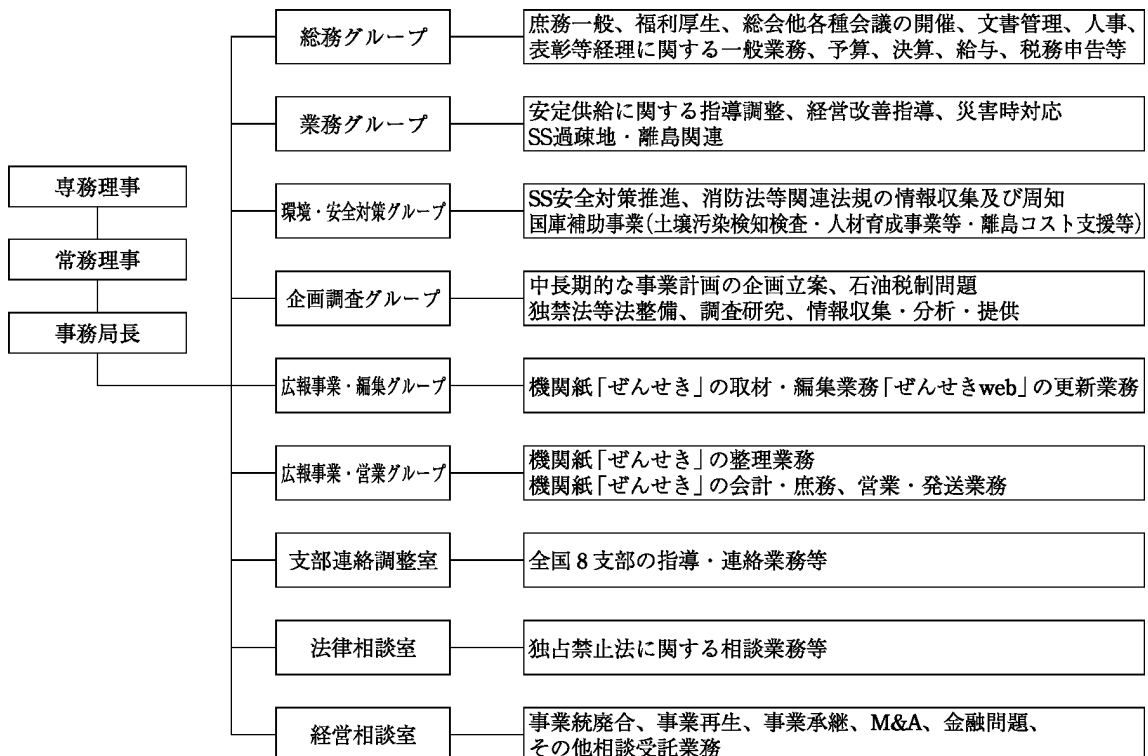 専務理事
常務理事
事務局長
総務グループ
庶務一般、福利厚生、総会他各種会議の開催、文書管理、人事、
表彰等経理に関する一般業務、予算、決算、給与、税務申告等
業務グループ
安定供給に関する指導調整、経営改善指導、災害時対応
SS過疎地・離島関連
環境・安全対策グループ
SS安全対策推進、消防法等関連法規の情報収集及び周知
国庫補助事業(土壌汚染検知検査・人材育成事業等・離島コスト支援等)
企画調査グループ
中長期的な事業計画の企画立案、石油税制問題
独禁法等法整備、調査研究、情報収集・分析・提供
広報事業・編集グループ
機関紙「ぜんせき」の取材・編集業務「ぜんせきweb」の更新業務
広報事業・営業グループ
機関紙「ぜんせき」の整理業務
機関紙「ぜんせき」の会計・庶務、営業・発送業務
支部連絡調整室
全国8支部の指導・連絡業務等
法律相談室
独占禁止法に関する相談業務等
経営相談室
事業統廃合、事業再生、事業承継、M&A、金融問題、
その他相談受託業務